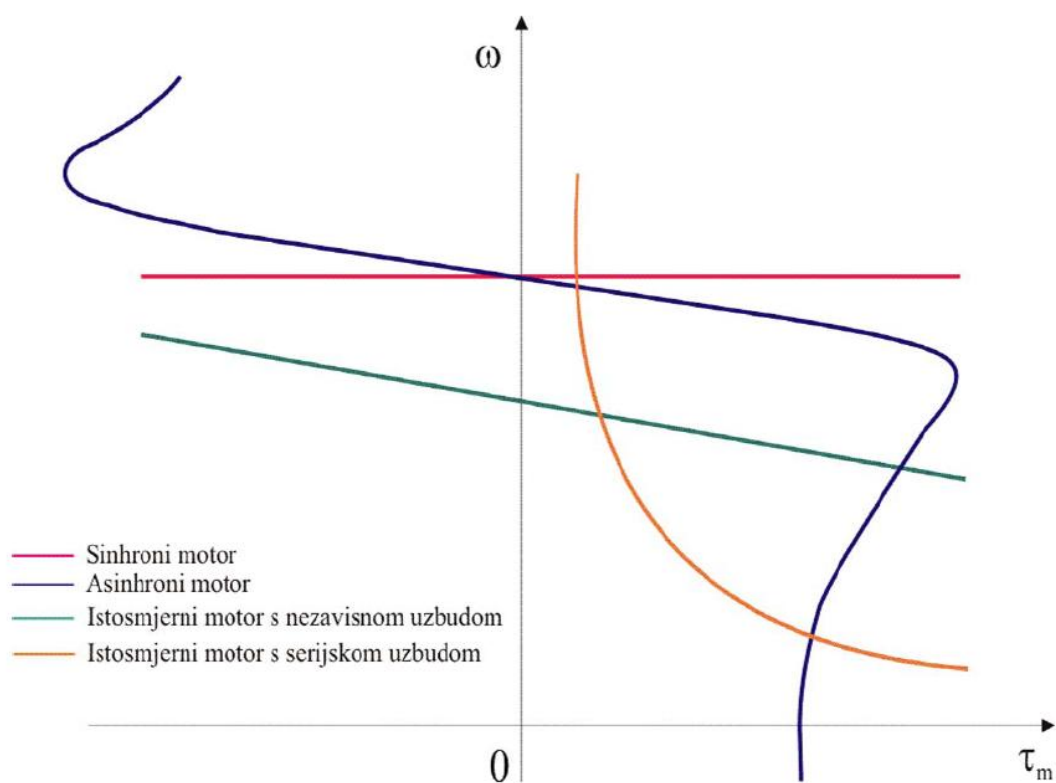 ω
Sinhroni motor
Asinhroni motor
Istosmjerni motor s nezavisnom uzbudom
Istosmjerni motor s serijskom uzbudom
0
τm